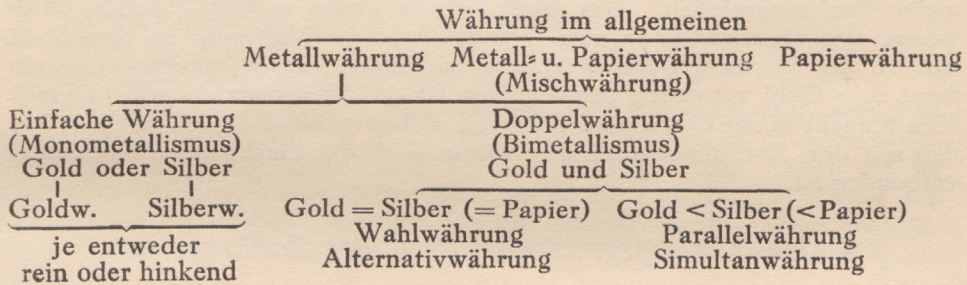 Währung im allgemeinen
Metallwährung Metall= u. Papierwährung Papierwährung
(Mischwährung)
Einfache Währung Doppelwährung
(Monometallismus) (Bimetallismus)
Gold oder Silber Gold und Silber
Goldw. Silberw. Gold = Silber (= Papier) Gold < Silber (< Papier)
je entweder Wahlwährung Parallelwährung
rein oder hinkend Alternativwährung Simultanwährung